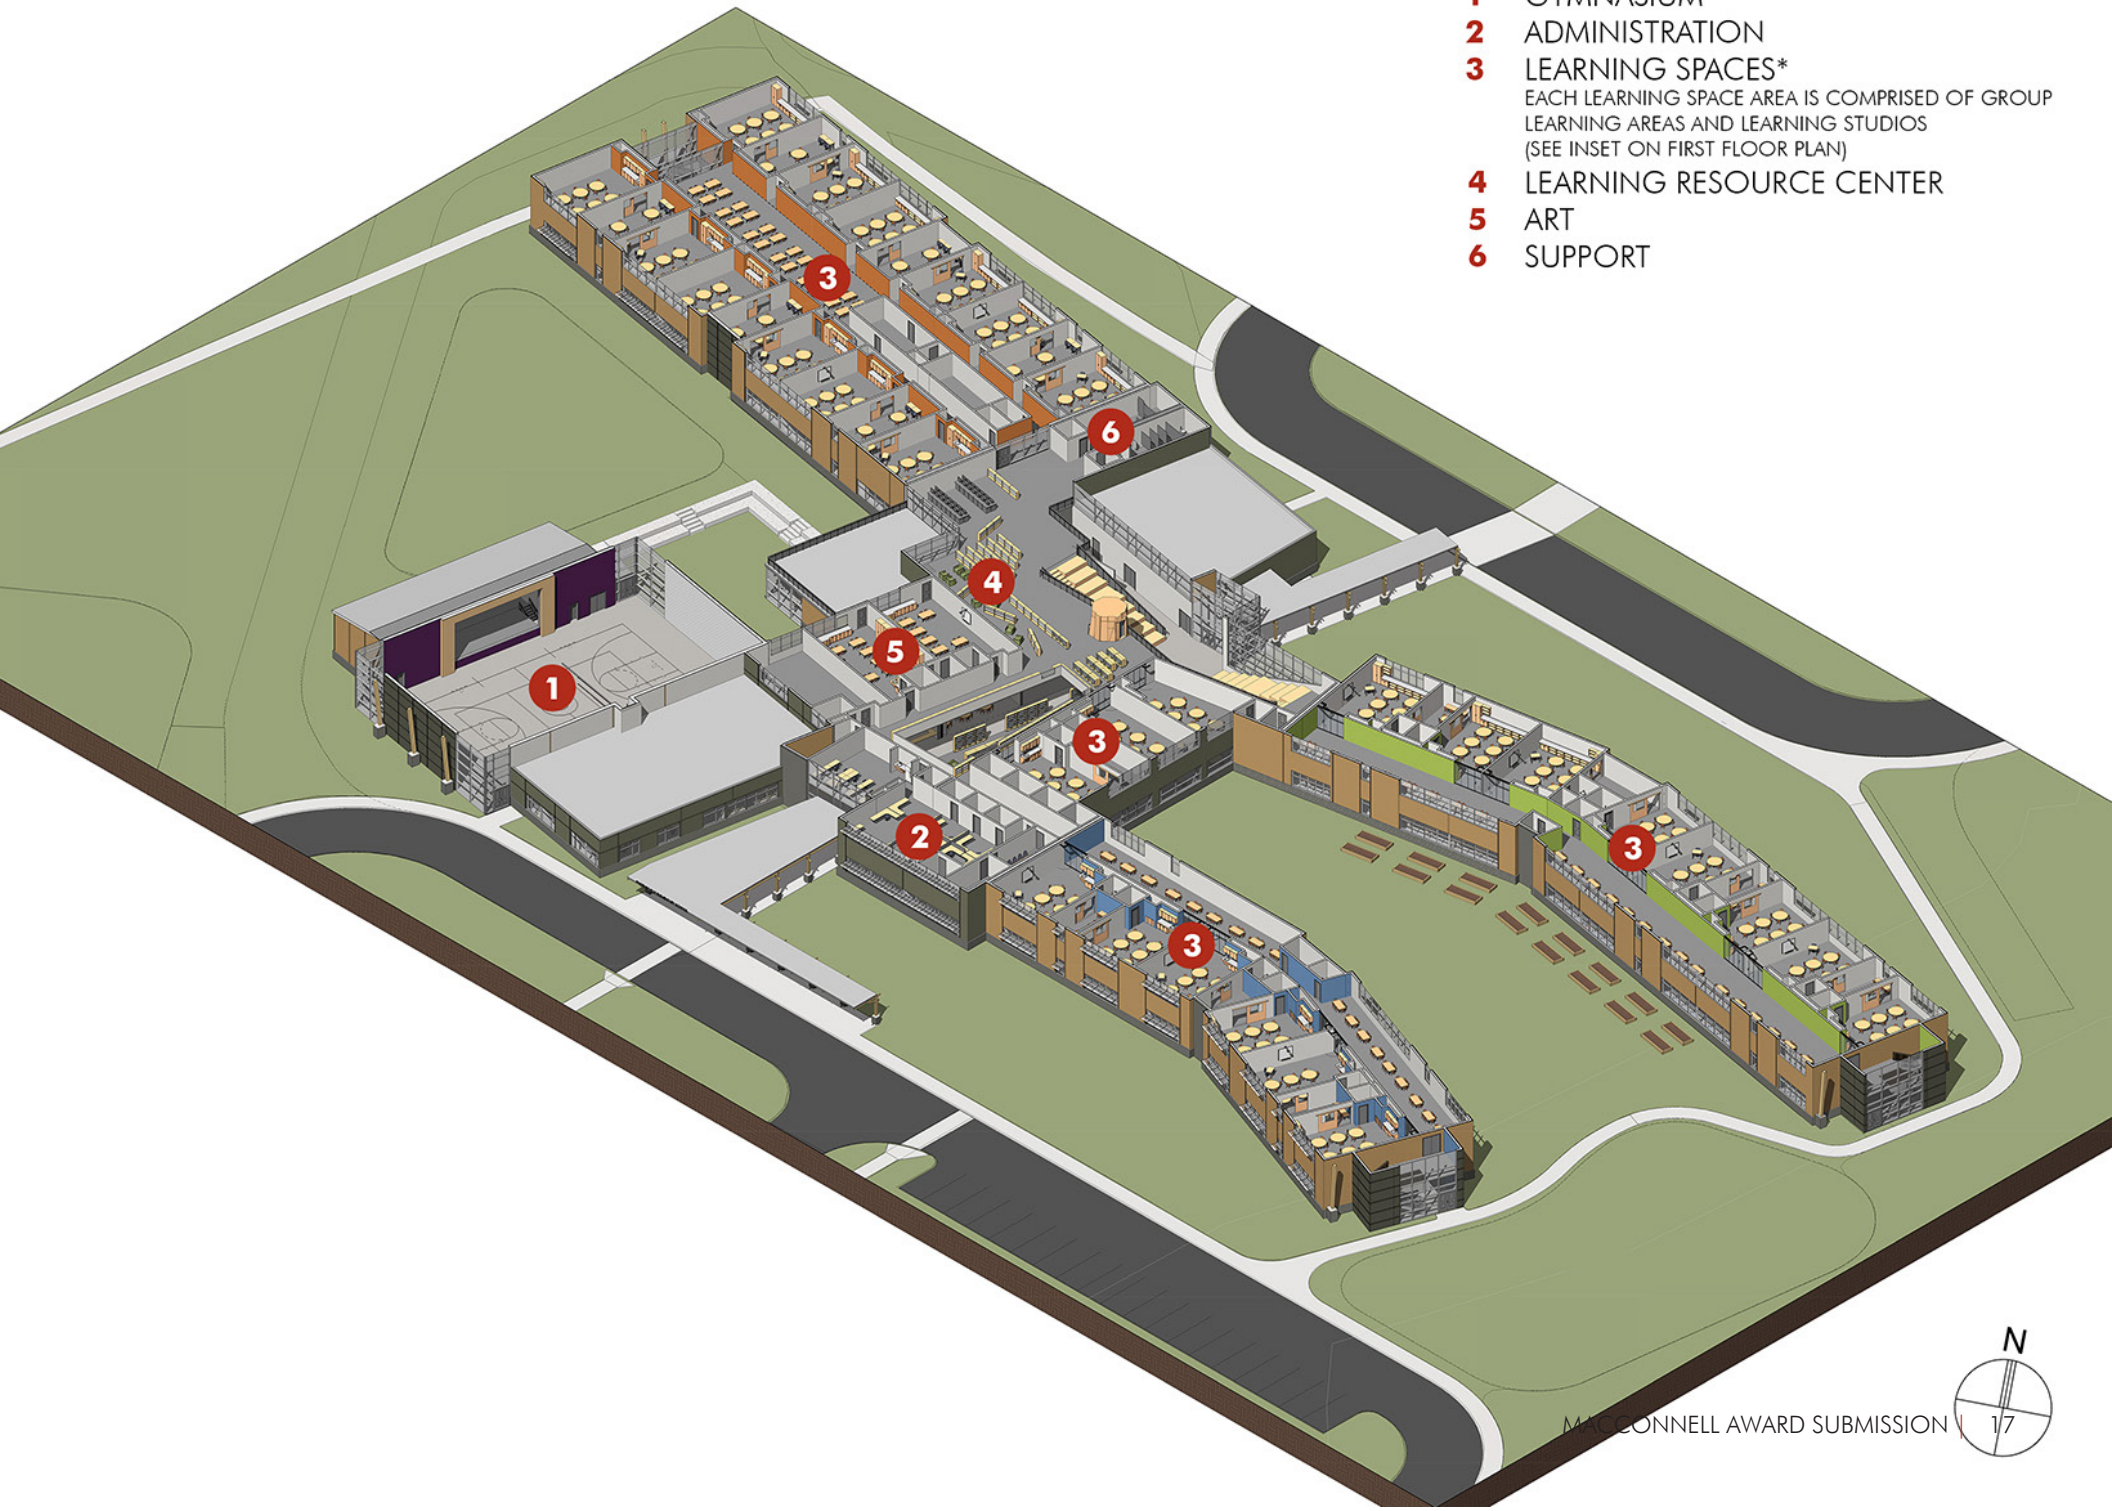 1 GYMNASIUM
2 ADMINISTRATION
3 LEARNING SPACES*
EACH LEARNING SPACE AREA IS COMPRISED OF GROUP
LEARNING AREAS AND LEARNING STUDIOS
(SEE INSET ON FIRST FLOOR PLAN)
4 LEARNING RESOURCE CENTER
5 ART
6 SUPPORT
3
6
4
5
1
3
2
3
3
N
MACCONNELL AWARD SUBMISSION | 17